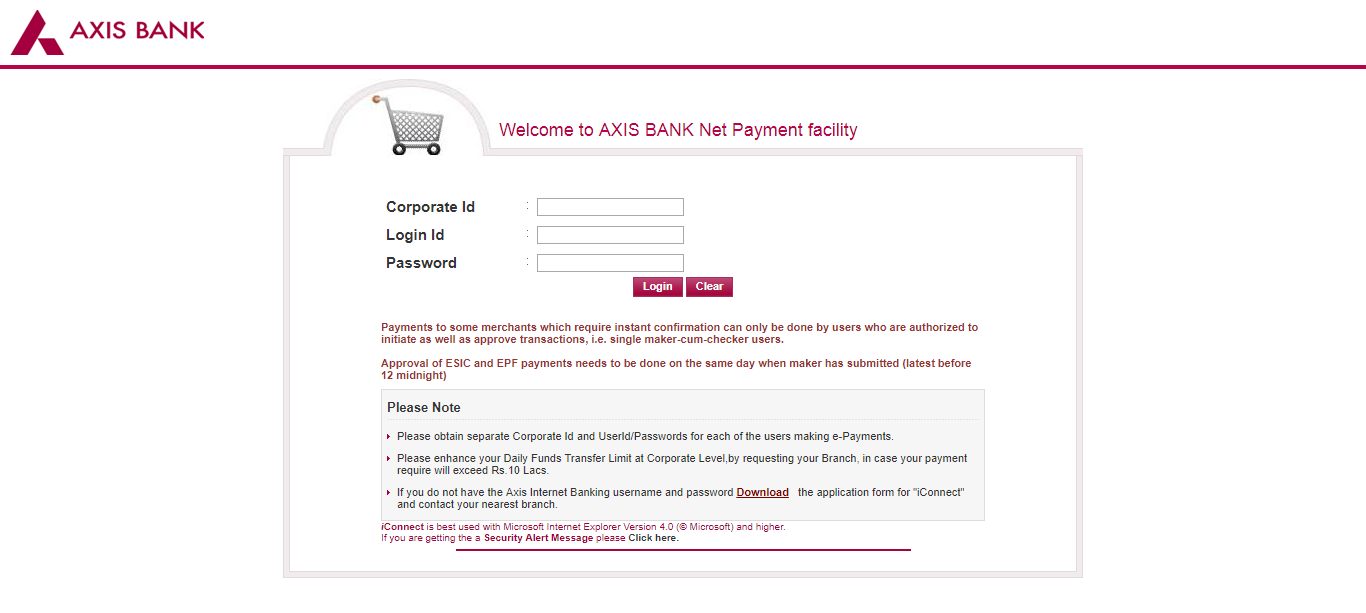 AXIS BANK
Welcome to AXIS BANK Net Payment facility
Corporate Id :
Login Id :
Password :
Login Clear
Payments to some merchants which require instant confirmation can only be done by users who are authorized to
initiate as well as approve transactions, i.e. single maker-cum-checker users.
Approval of ESIC and EPF payments needs to be done on the same day when maker has submitted (latest before
12 midnight)
Please Note
Please obtain separate Corporate Id and UserId/Passwords for each of the users making e-Payments.
Please enhance your Daily Funds Transfer Limit at Corporate Level,by requesting your Branch, in case your payment
require will exceed Rs.10 Lacs.
If you do not have the Axis Internet Banking username and password Download the application form for "iConnect"
and contact your nearest branch.
iConnect is best used with Microsoft Internet Explorer Version 4.0 (© Microsoft) and higher.
If you are getting the a Security Alert Message please Click here.